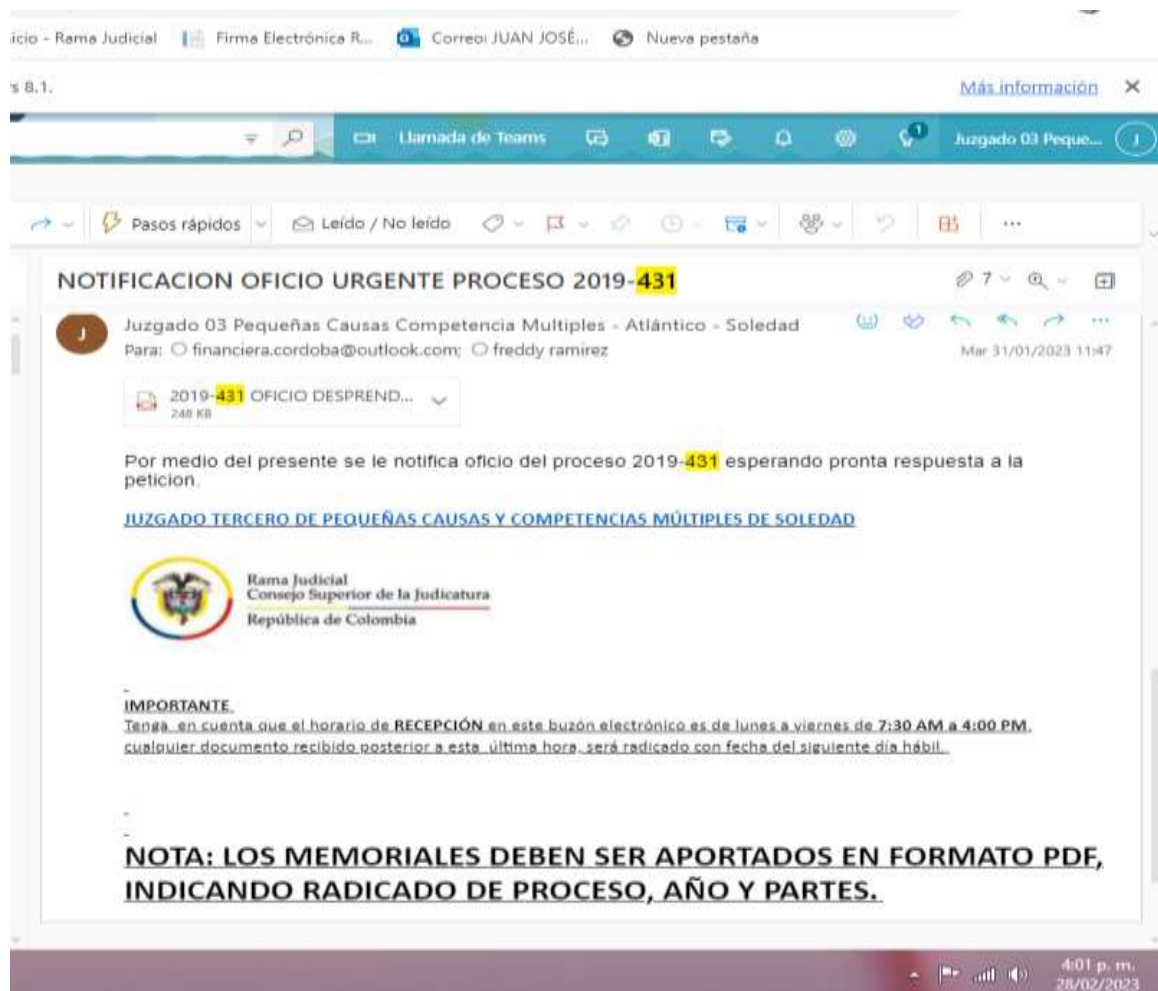 icio - Rama Judicial Firma Electrónica R... Correo: JUAN JOSÉ... Nueva pestaña
s 8.1. Más información
Llamada de Teams 1 Juzgado 03 Peque... J
Pasos rápidos Leído / No leído ...
NOTIFICACION OFICIO URGENTE PROCESO 2019-431 7
J Juzgado 03 Pequeñas Causas Competencia Multiples - Atlántico - Soledad
Para: financiera.cordoba@outlook.com; freddy ramirez Mar 31/01/2023 11:47
2019-431 OFICIO DESPREND...
248 KB
Por medio del presente se le notifica oficio del proceso 2019-431 esperando pronta respuesta a la
peticion.
JUZGADO TERCERO DE PEQUEÑAS CAUSAS Y COMPETENCIAS MÚLTIPLES DE SOLEDAD
Rama Judicial
Consejo Superior de la Judicatura
República de Colombia
IMPORTANTE
Tenga en cuenta que el horario de RECEPCIÓN en este buzón electrónico es de lunes a viernes de 7:30 AM a 4:00 PM,
cualquier documento recibido posterior a esta última hora, será radicado con fecha del siguiente día hábil.
NOTA: LOS MEMORIALES DEBEN SER APORTADOS EN FORMATO PDF,
INDICANDO RADICADO DE PROCESO, AÑO Y PARTES.
4:01 p. m.
28/02/2023